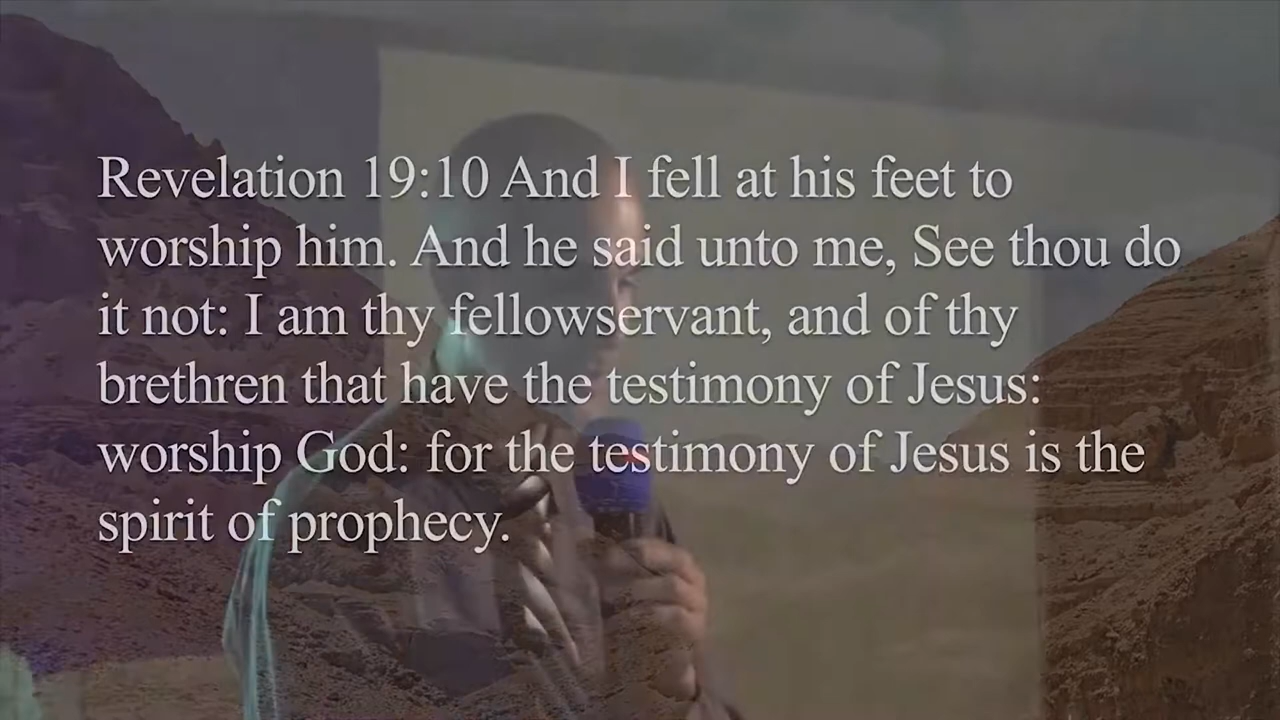 Revelation 19:10 And I fell at his feet to
worship him. And he said unto me, See thou do
it not: I am thy fellowservant, and of thy
brethren that have the testimony of Jesus:
worship God: for the testimony of Jesus is the
spirit of prophecy.